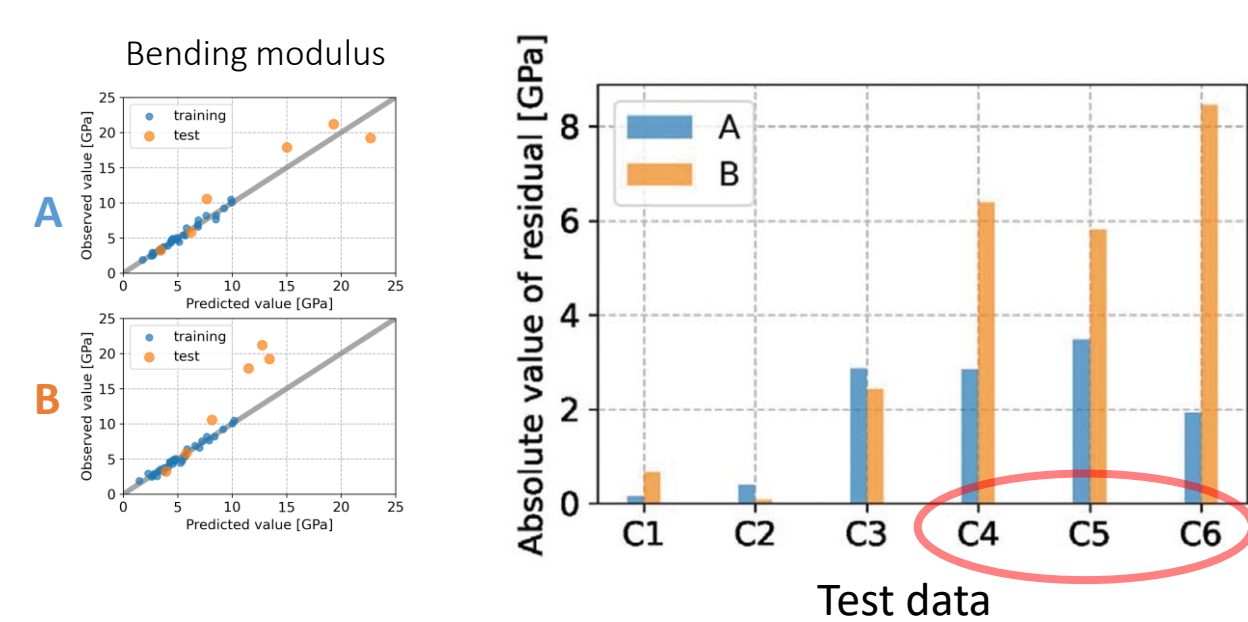 Bending modulus
A
Observed value [GPa]
25
20
15
10
5
0
training
test
0 5 10 15 20 25
Predicted value [GPa]
B
Observed value [GPa]
25
20
15
10
5
0
training
test
0 5 10 15 20 25
Predicted value [GPa]
Absolute value of residual [GPa]
8
6
4
2
0
A
B
C1 C2 C3 C4 C5 C6
Test data